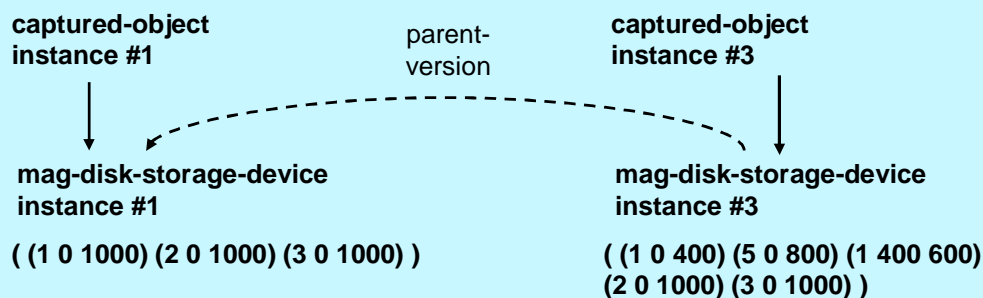 captured-object
instance #1
parent-
version
captured-object
instance #3
mag-disk-storage-device
instance #1
( (1 0 1000) (2 0 1000) (3 0 1000) )
mag-disk-storage-device
instance #3
( (1 0 400) (5 0 800) (1 400 600)
(2 0 1000) (3 0 1000) )